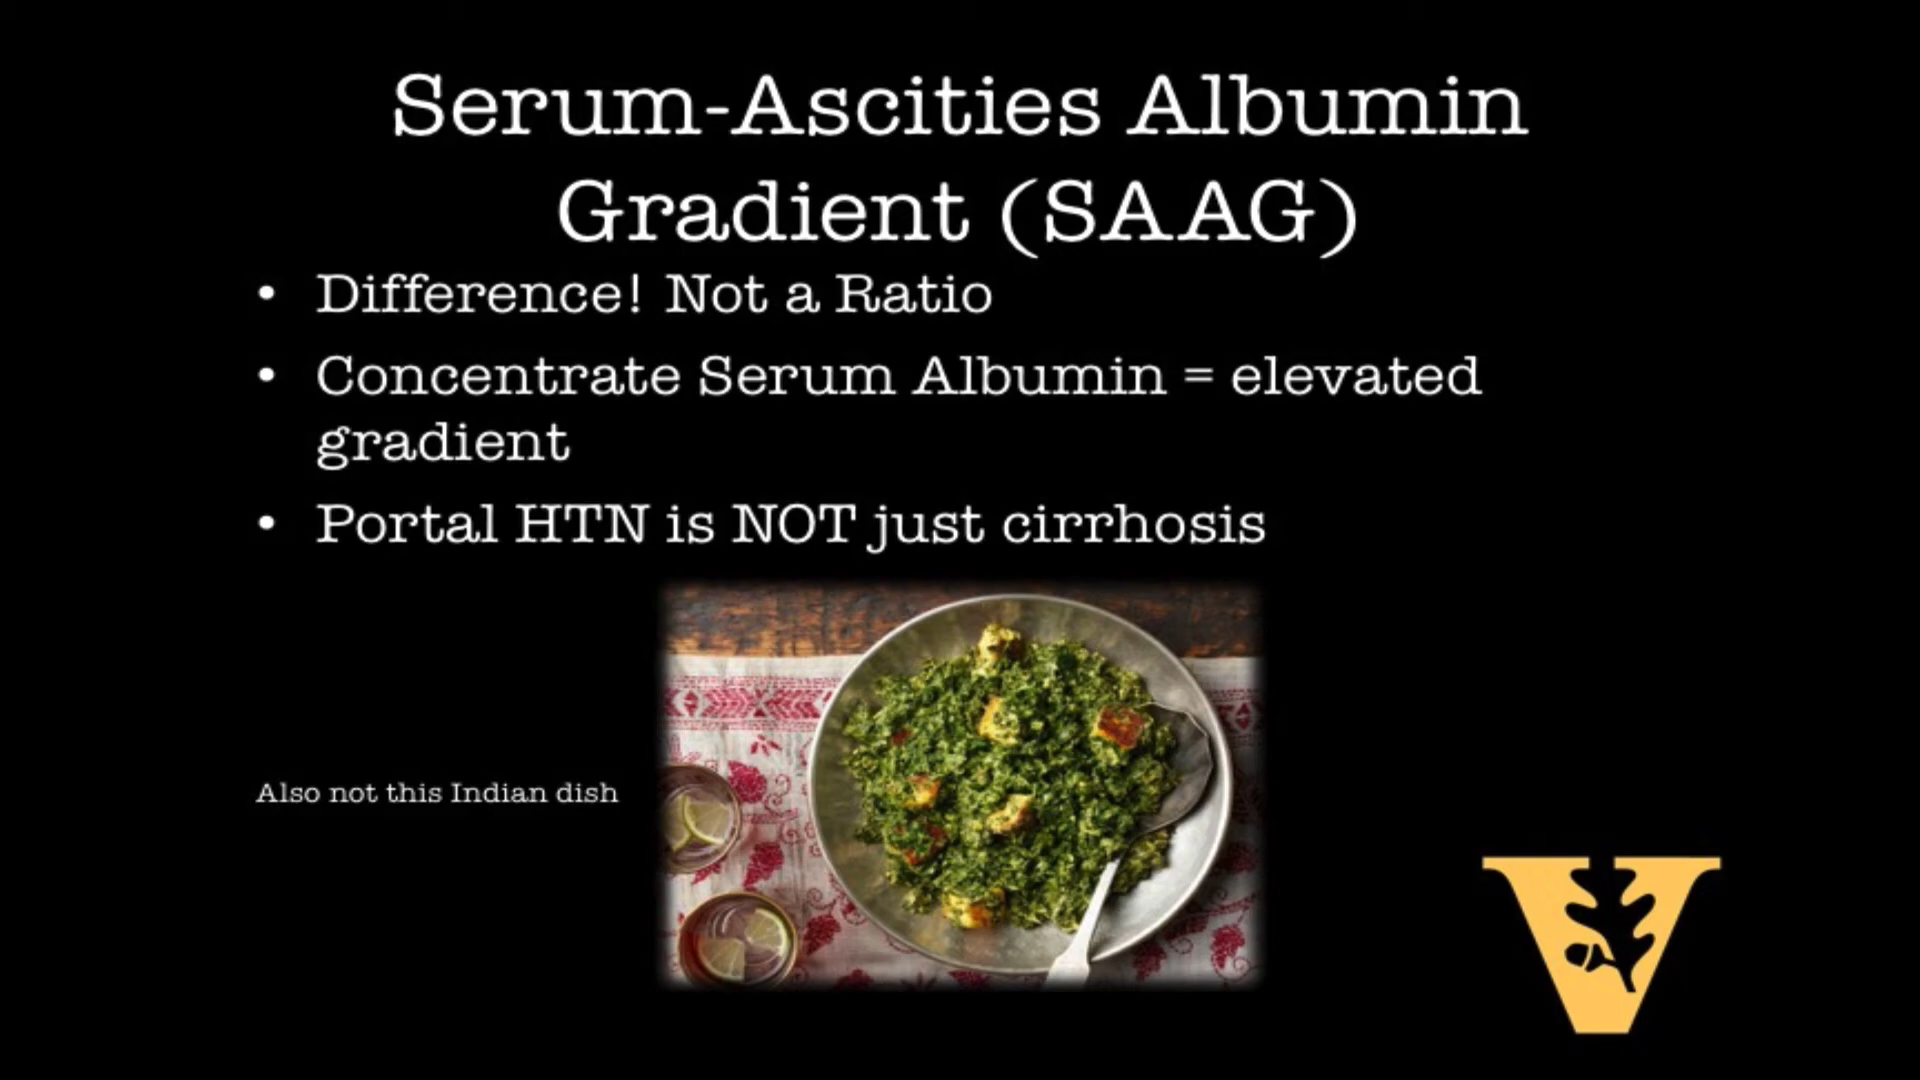 Serum-Ascities Albumin
Gradient (SAAG)
• Difference! Not a Ratio
• Concentrate Serum Albumin = elevated
gradient
• Portal HTN is NOT just cirrhosis
Also not this Indian dish
V